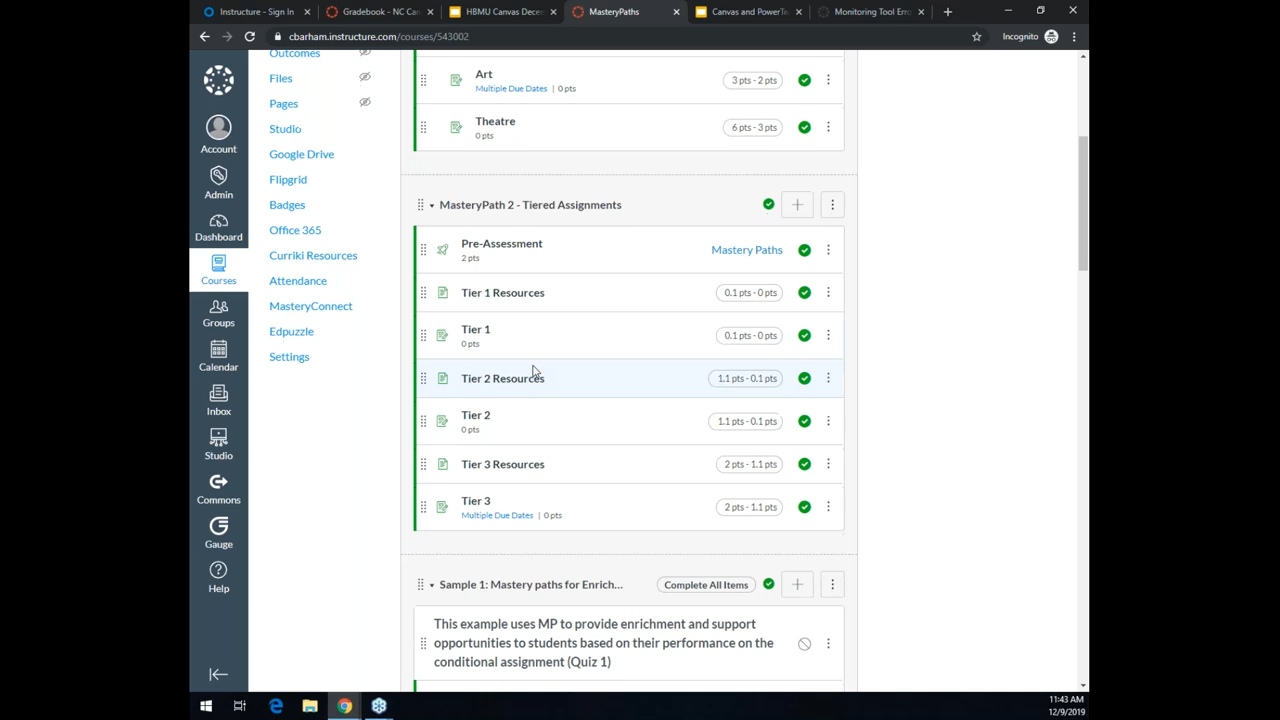 Instructure - Sign In
Gradebook - NC Can
HBMU Canvas Decem
MasteryPaths
Canvas and PowerTe
Monitoring Tool Erro
cbarham.instructure.com/courses/543002
Incognito
Account
Admin
Dashboard
Courses
Groups
Calendar
Inbox
Studio
Commons
Gauge
Help
Outcomes
Files
Pages
Studio
Google Drive
Flipgrid
Badges
Office 365
Curriki Resources
Attendance
MasteryConnect
Edpuzzle
Settings
Art
Multiple Due Dates | 0 pts
3 pts - 2 pts
Theatre
0 pts
6 pts - 3 pts
MasteryPath 2 - Tiered Assignments
Pre-Assessment
2 pts
Mastery Paths
Tier 1 Resources
0.1 pts - 0 pts
Tier 1
0 pts
0.1 pts - 0 pts
Tier 2 Resources
1.1 pts - 0.1 pts
Tier 2
0 pts
1.1 pts - 0.1 pts
Tier 3 Resources
2 pts - 1.1 pts
Tier 3
Multiple Due Dates | 0 pts
2 pts - 1.1 pts
Sample 1: Mastery paths for Enrich...
Complete All Items
This example uses MP to provide enrichment and support
opportunities to students based on their performance on the
conditional assignment (Quiz 1)
11:43 AM
12/9/2019